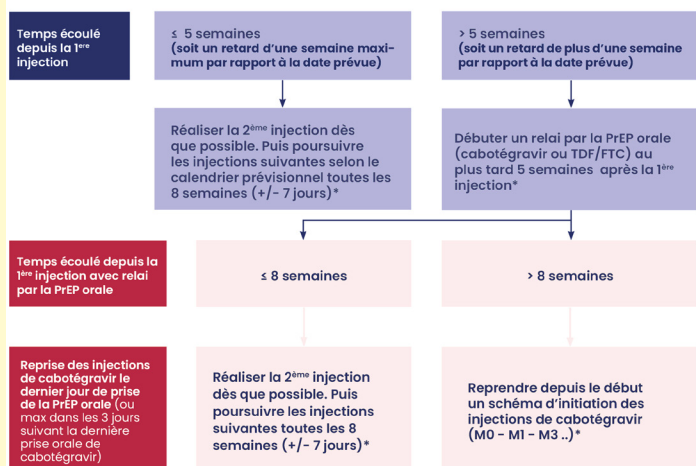 Temps écoulé
depuis la 1ere
injection
≤ 5 semaines
(soit un retard d’une semaine maxi-
mum par rapport à la date prévue)
> 5 semaines
(soit un retard de plus d’une semaine
par rapport à la date prévue)
Réaliser la 2ème injection dès
que possible. Puis poursuivre
les injections suivantes selon le
calendrier prévisionnel toutes les
8 semaines (+/- 7 jours)*
Débuter un relai par la PrEP orale
(cabotégravir ou TDF/FTC) au
plus tard 5 semaines après la 1ère
injection*
Temps écoulé depuis la
1ère injection avec relai
par la PrEP orale
≤ 8 semaines
> 8 semaines
Reprise des injections
de cabotégravir le
dernier jour de prise
de la PrEP orale (ou
max dans les 3 jours
suivant la dernière
prise orale de
cabotégravir)
Réaliser la 2ème injection
dès que possible. Puis
poursuivre les injections
suivantes toutes les 8
semaines (+/- 7 jours)*
Reprendre depuis le début
un schéma d’initiation des
injections de cabotégravir
(M0 - M1 - M3 ..)*